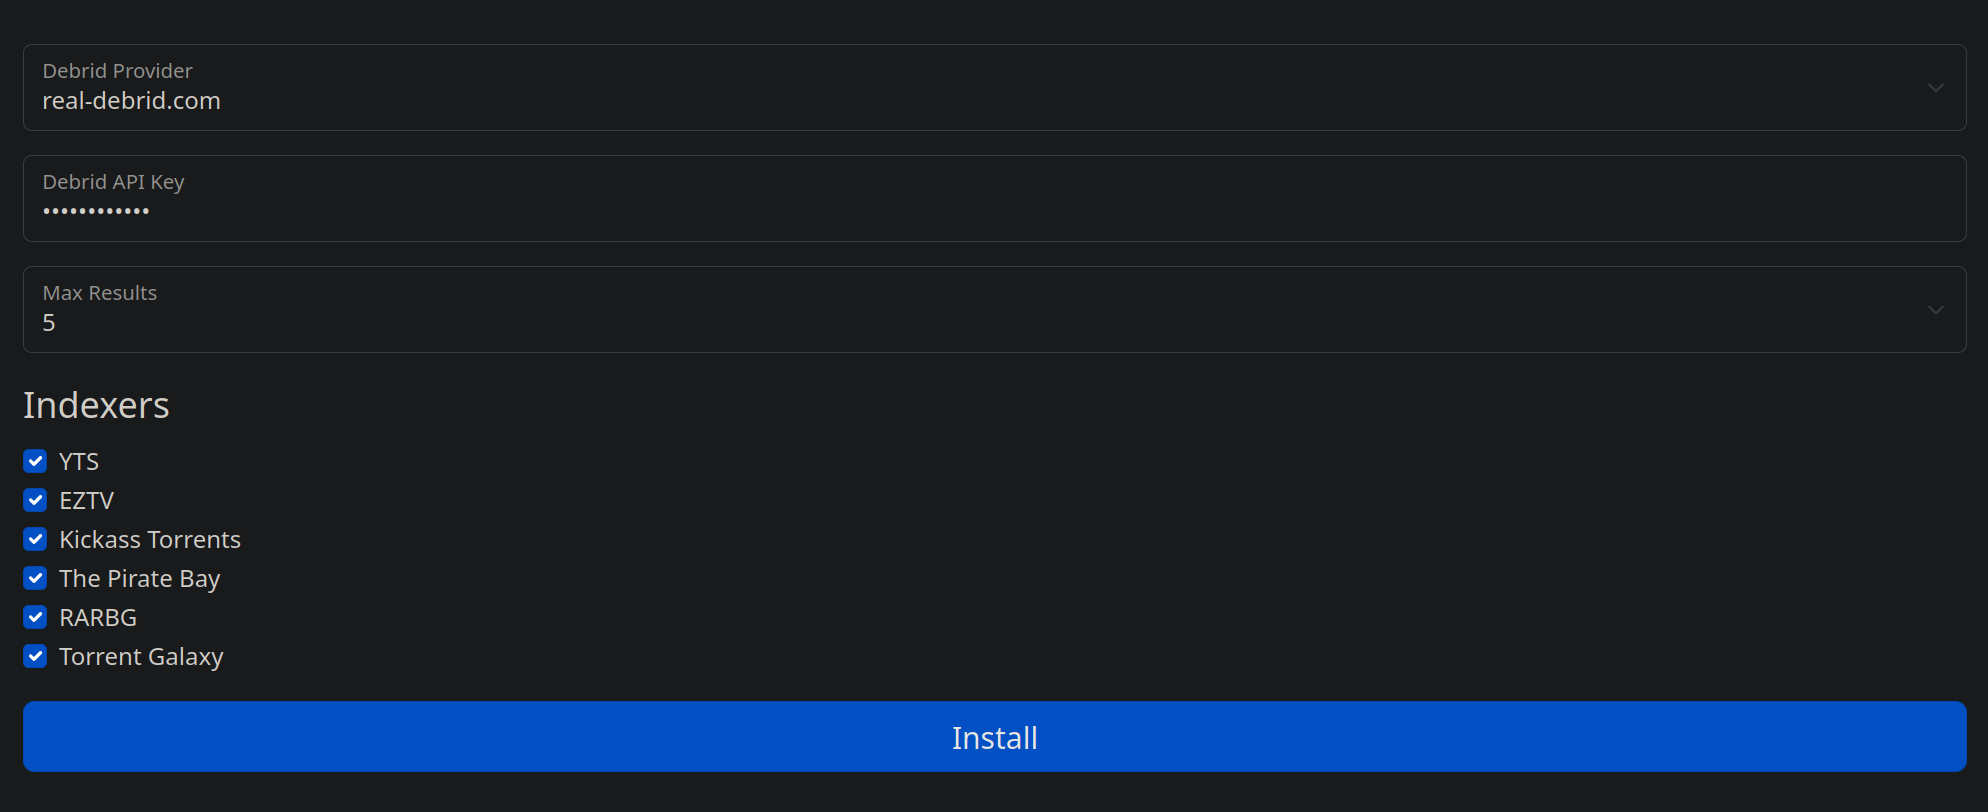 Debrid Provider
real-debrid.com
Debrid API Key
••••••••••••
Max Results
5
Indexers
YTS
EZTV
Kickass Torrents
The Pirate Bay
RARBG
Torrent Galaxy
Install